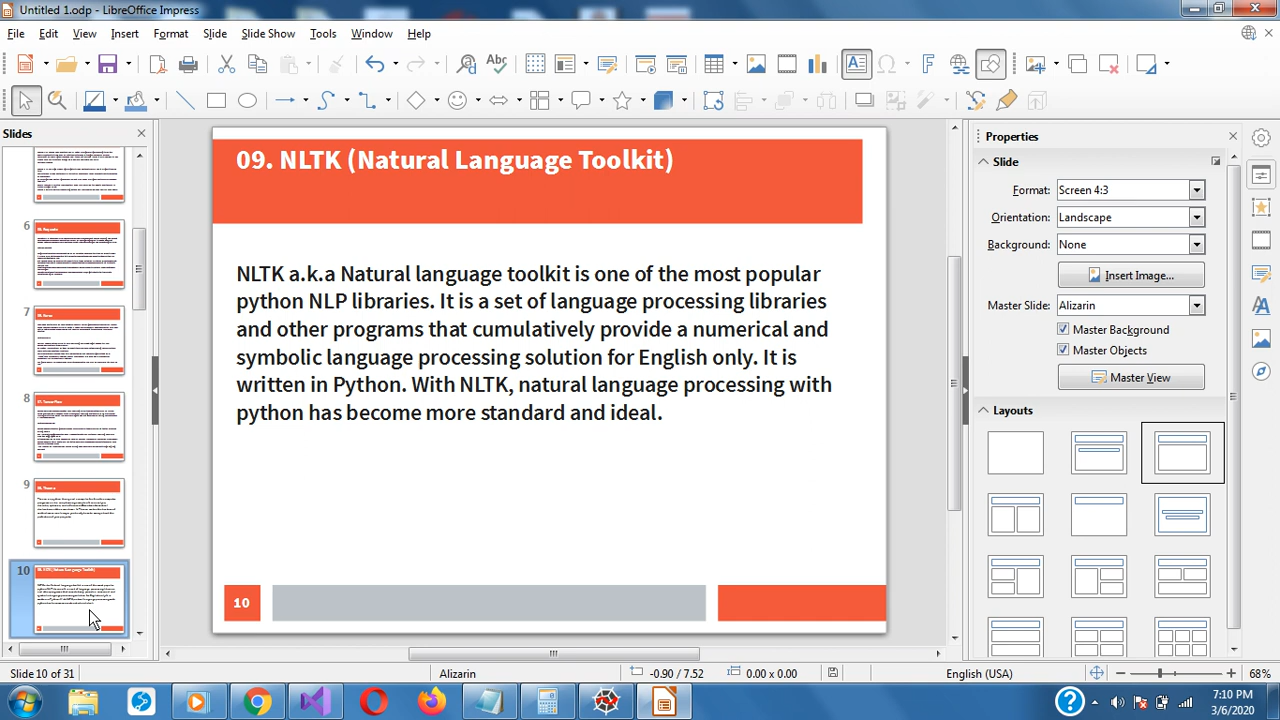 Untitled 1.odp - LibreOffice Impress
File Edit View Insert Format Slide Slide Show Tools Window Help
Slides
6
7
8
9
10
09. NLTK (Natural Language Toolkit)
NLTK a.k.a Natural language toolkit is one of the most popular
python NLP libraries. It is a set of language processing libraries
and other programs that cumulatively provide a numerical and
symbolic language processing solution for English only. It is
written in Python. With NLTK, natural language processing with
python has become more standard and ideal.
10
Properties
Slide
Format: Screen 4:3
Orientation: Landscape
Background: None
Insert Image...
Master Slide: Alizarin
Master Background
Master Objects
Master View
Layouts
Slide 10 of 31
Alizarin
-0.90 / 7.52
0.00 x 0.00
English (USA)
68%
7:10 PM
3/6/2020